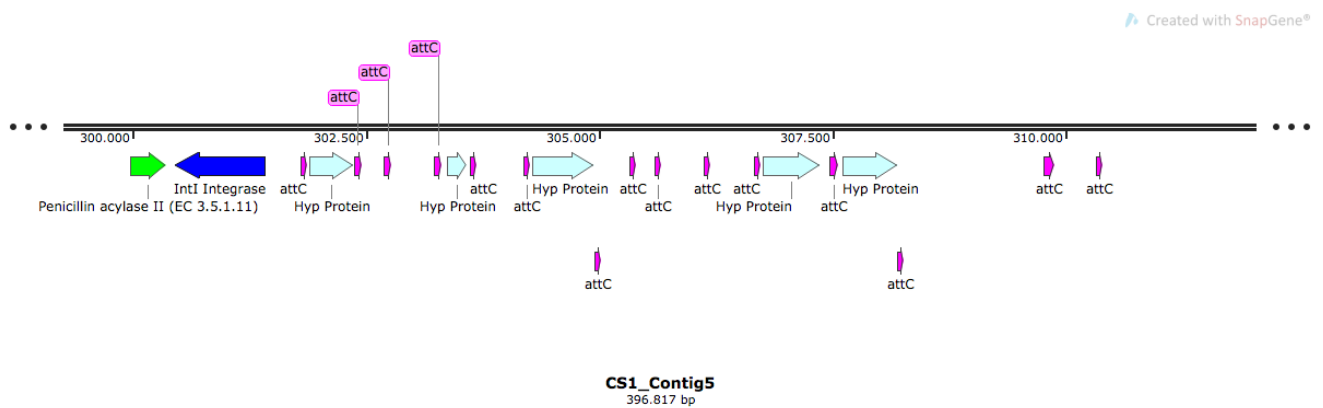 Created with SnapGene®
attC
attC
attC
300.000 302.500 305.000 307.500 310.000
IntI Integrase attC Hyp Protein attC attC attC Hyp Protein attC attC
Penicillin acylase II (EC 3.5.1.11) Hyp Protein Hyp Protein attC attC Hyp Protein attC
attC attC
CS1_Contig5
396.817 bp